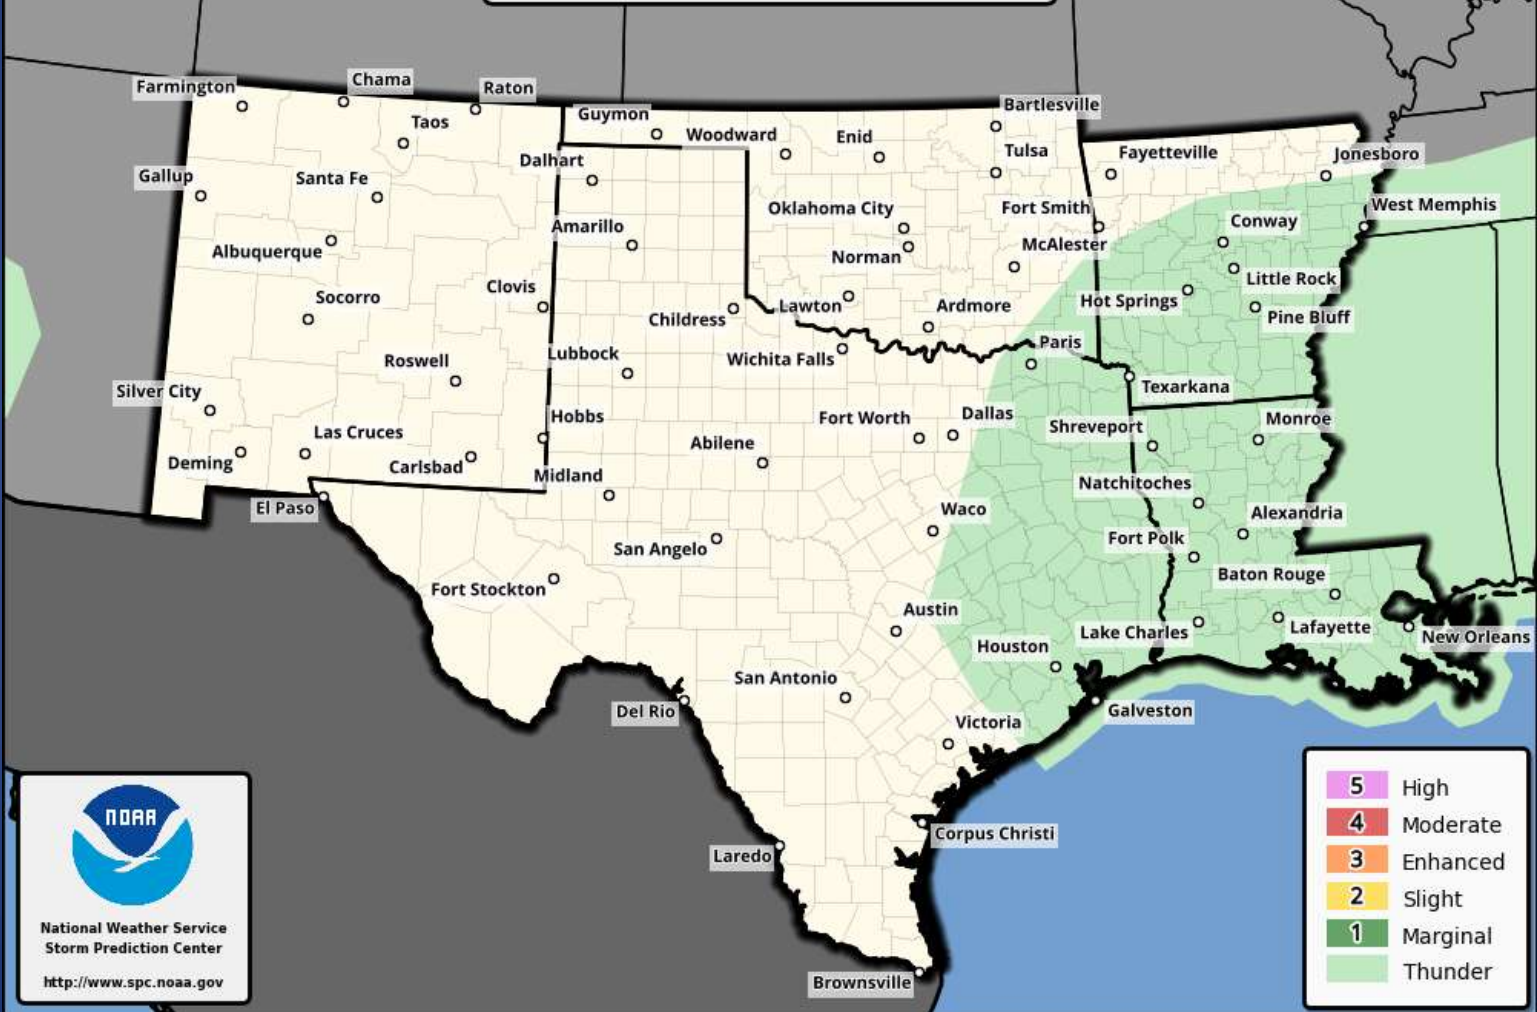 Farmington
Chama
Raton
Taos
Guymon
Woodward
Enid
Bartlesville
Tulsa
Fayetteville
Jonesboro
Gallup
Santa Fe
Dalhart
Oklahoma City
Fort Smith
Conway
West Memphis
Albuquerque
Amarillo
Norman
McAlester
Little Rock
Socorro
Clovis
Childress
Lawton
Ardmore
Hot Springs
Pine Bluff
Roswell
Lubbock
Wichita Falls
Paris
Texarkana
Silver City
Las Cruces
Hobbs
Abilene
Fort Worth
Dallas
Shreveport
Monroe
Deming
Carlsbad
Midland
Natchitoches
El Paso
San Angelo
Waco
Fort Polk
Alexandria
Fort Stockton
Austin
Baton Rouge
Houston
Lake Charles
Lafayette
New Orleans
San Antonio
Del Rio
Victoria
Galveston
Laredo
Corpus Christi
Brownsville
NOAA
National Weather Service
Storm Prediction Center
http://www.spc.noaa.gov
5 High
4 Moderate
3 Enhanced
2 Slight
1 Marginal
Thunder